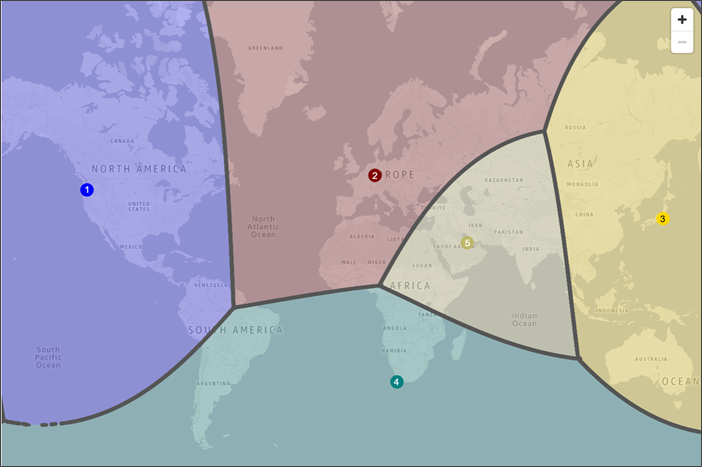 +
−
GREENLAND
RUSSIA
CANADA
NORTH AMERICA
ASIA
1
2
EUROPE
KAZAKHSTAN
MONGOLIA
UNITED
STATES
TÜRKIYE
CHINA
3
North
Atlantic
Ocean
IRAN
PAKISTAN
MEXICO
ALGERIA
LIBYA
SAUDI ARABIA
5
INDIA
MALI
NIGER
SUDAN
VENEZUELA
AFRICA
INDONESIA
TANZANIA
Indian
Ocean
SOUTH AMERICA
ANGOLA
South
Pacific
Ocean
NAMIBIA
AUSTRALIA
ARGENTINA
4
OCEAN